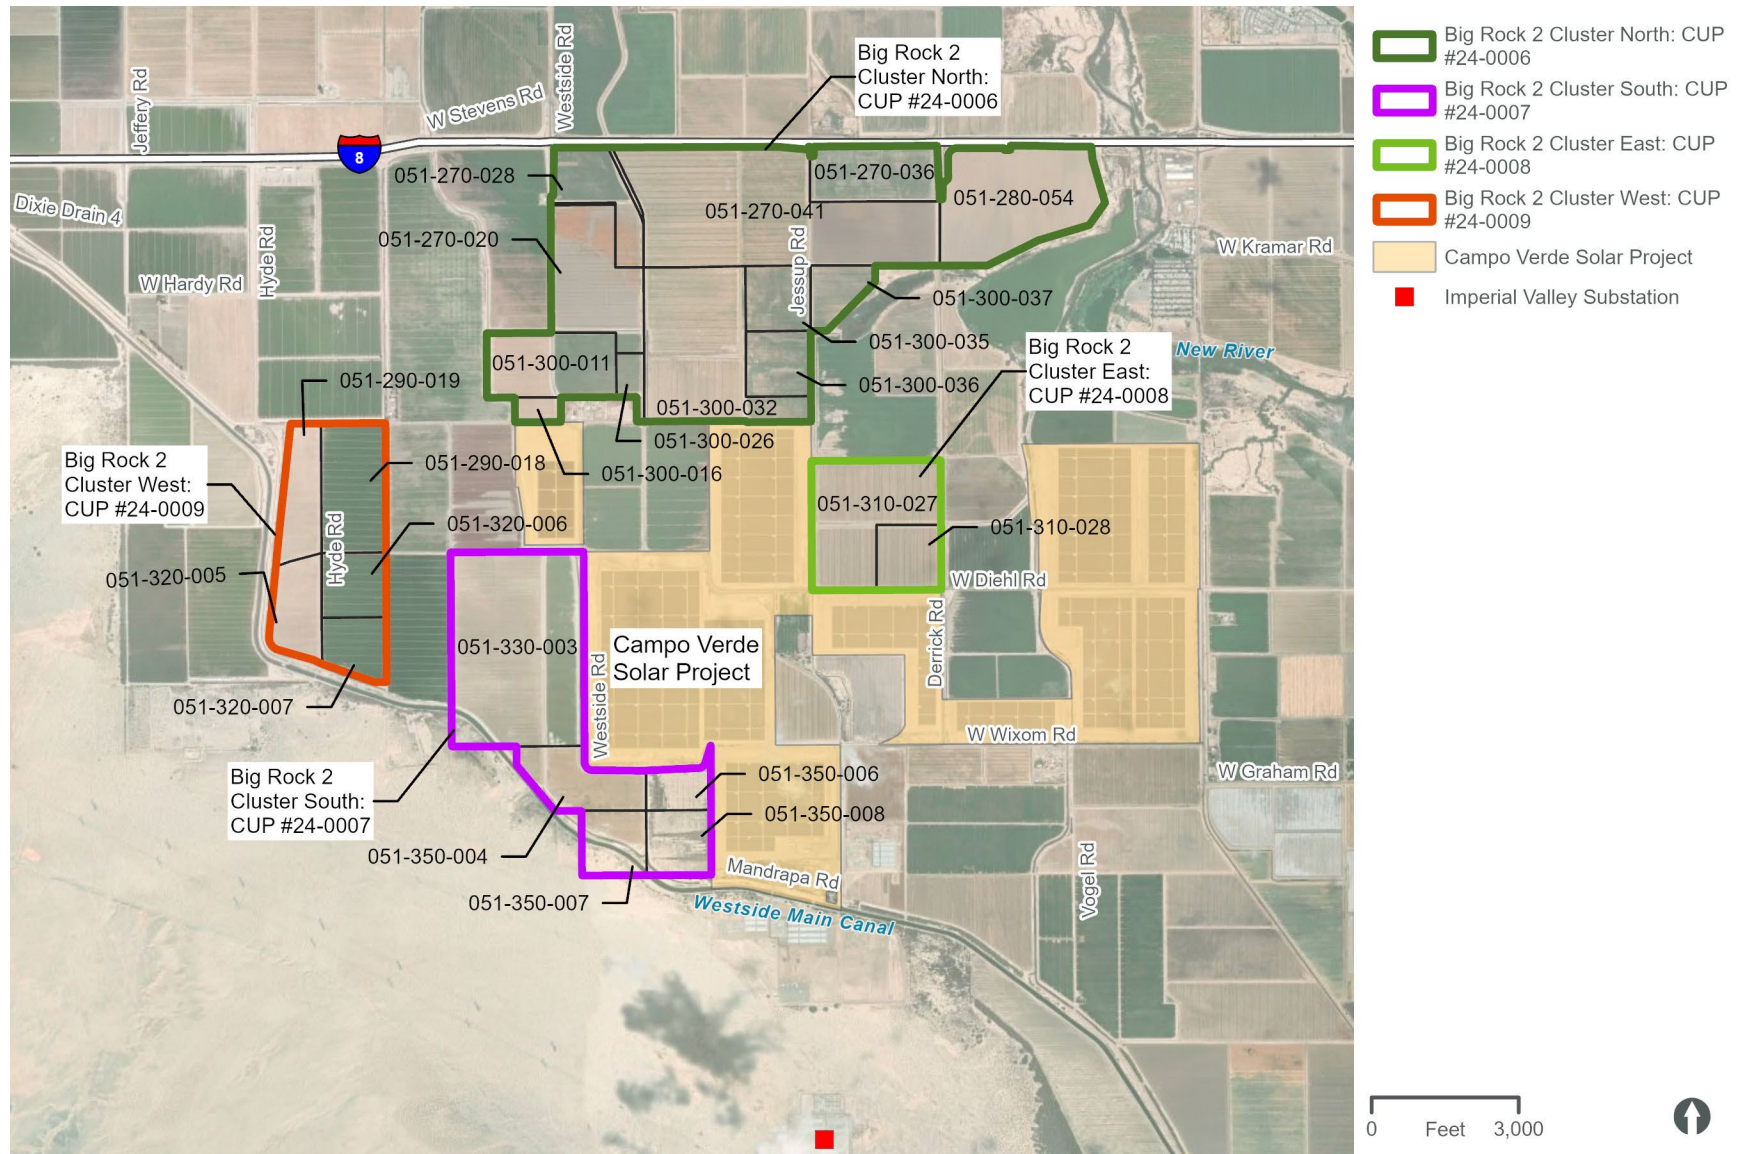 Big Rock 2
Cluster North:
CUP #24-0006
Jeffery Rd
W Stevens Rd
Westside Rd
8
051-270-028
051-270-036
051-280-054
051-270-041
Dixie Drain 4
051-270-020
Hyde Rd
W Hardy Rd
Jessup Rd
W Kramar Rd
051-300-037
051-300-035
New River
Big Rock 2
Cluster East:
CUP #24-0008
051-300-011
051-290-019
051-300-036
051-300-032
051-300-026
051-300-016
Big Rock 2
Cluster West:
CUP #24-0009
051-290-018
051-310-027
051-320-006
051-310-028
Hyde Rd
051-320-005
W Diehl Rd
Derrick Rd
051-330-003
Campo Verde
Solar Project
Westside Rd
051-320-007
W Wixom Rd
Big Rock 2
Cluster South:
CUP #24-0007
051-350-006
W Graham Rd
051-350-008
051-350-004
Mandrapa Rd
Vogel Rd
051-350-007
Westside Main Canal
Big Rock 2 Cluster North: CUP
#24-0006
Big Rock 2 Cluster South: CUP
#24-0007
Big Rock 2 Cluster East: CUP
#24-0008
Big Rock 2 Cluster West: CUP
#24-0009
Campo Verde Solar Project
Imperial Valley Substation
0 Feet 3,000